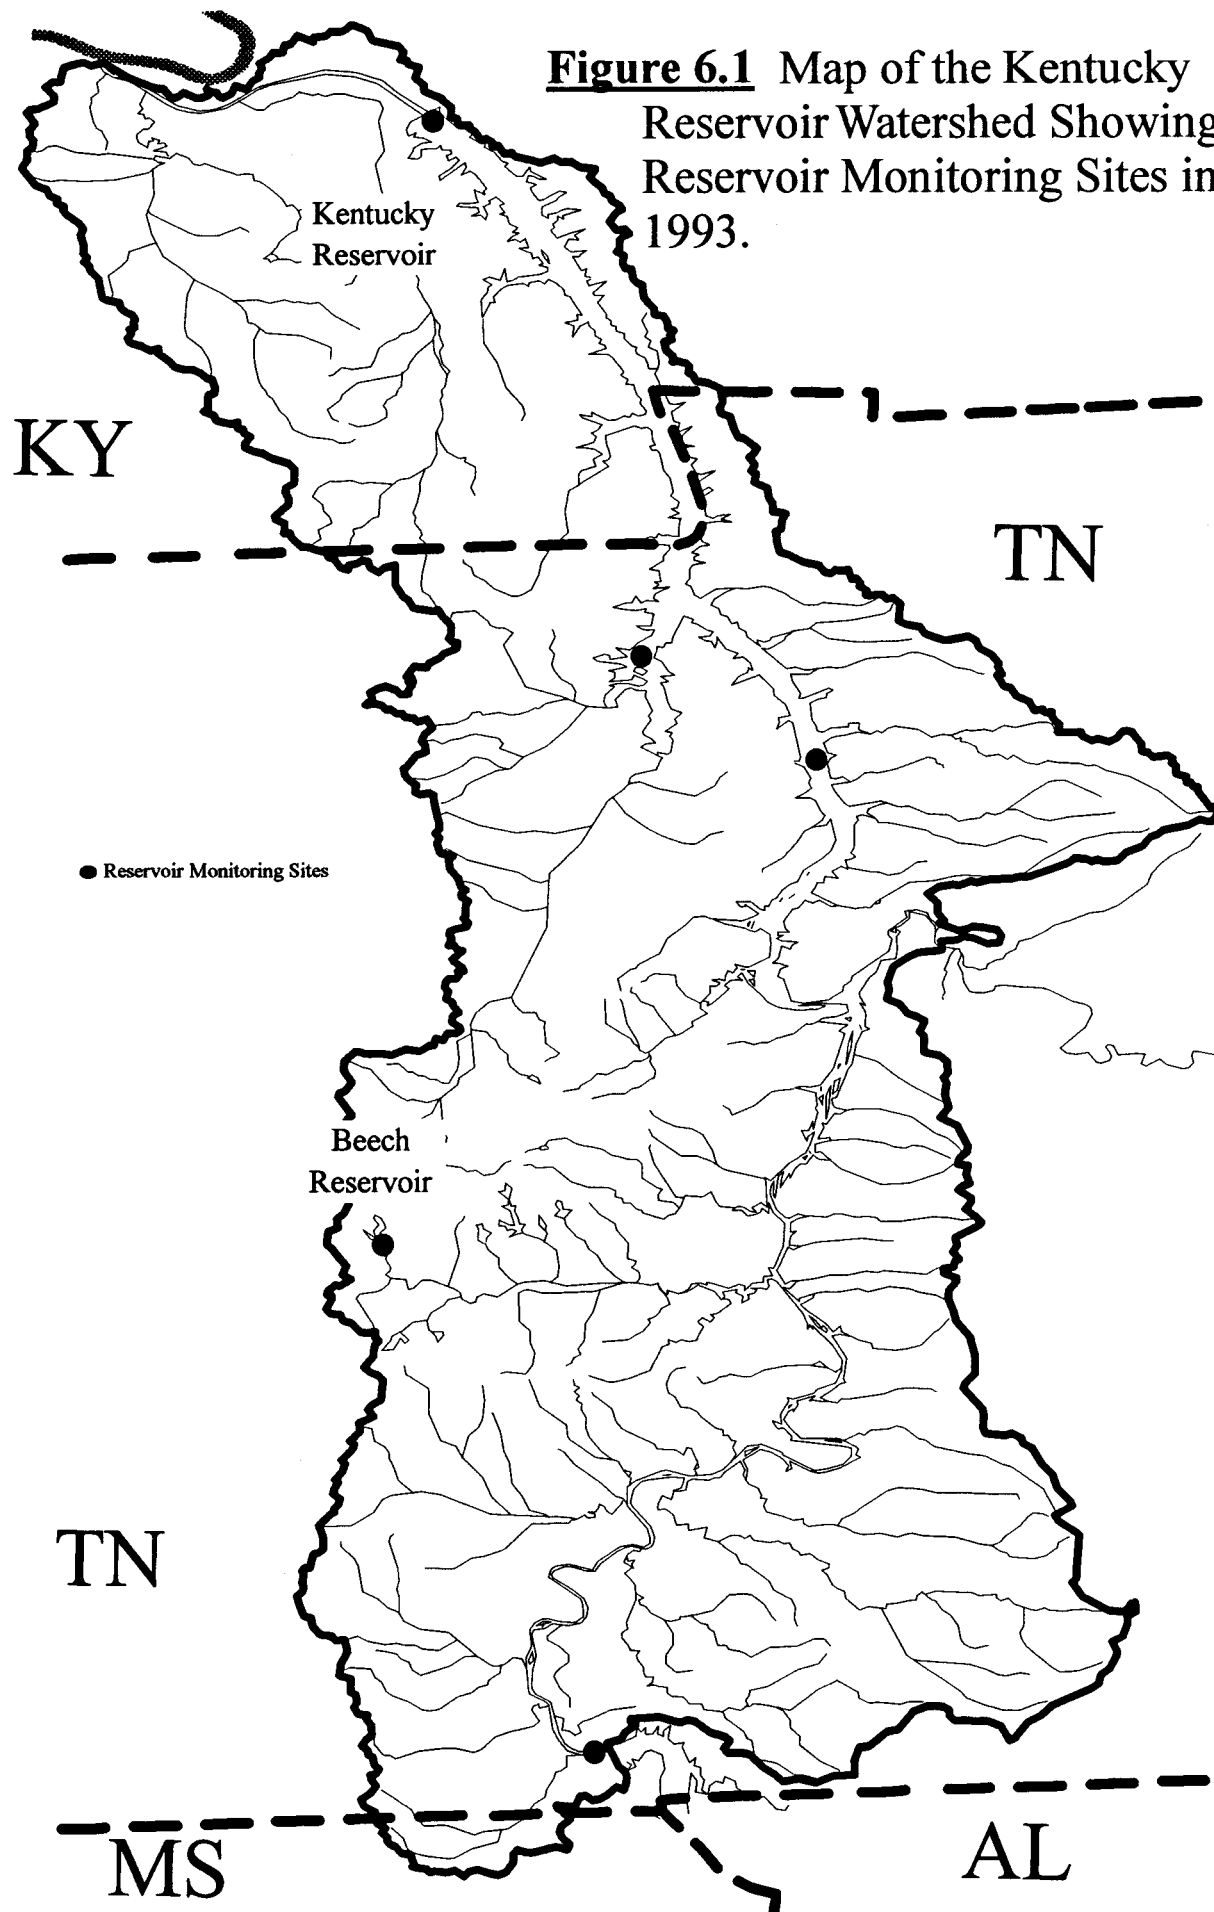 Figure 6.1 Map of the Kentucky
Reservoir Watershed Showing
Reservoir Monitoring Sites in
1993.
Kentucky
Reservoir
KY
TN
Reservoir Monitoring Sites
Beech
Reservoir
TN
MS
AL